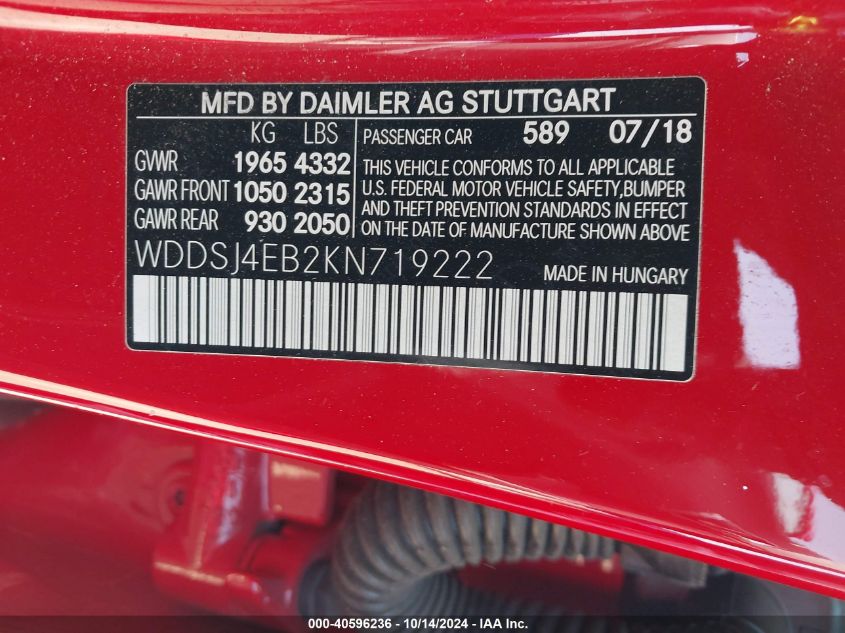 MFD BY DAIMLER AG STUTTGART
KG LBS
GVWR 1965 4332
GAWR FRONT 1050 2315
GAWR REAR 930 2050
PASSENGER CAR 589 07/18
THIS VEHICLE CONFORMS TO ALL APPLICABLE
U.S. FEDERAL MOTOR VEHICLE SAFETY,BUMPER
AND THEFT PREVENTION STANDARDS IN EFFECT
ON THE DATE OF MANUFACTURE SHOWN ABOVE
WDDSJ4EB2KN719222 MADE IN HUNGARY
000-40596236 - 10/14/2024 - IAA Inc.